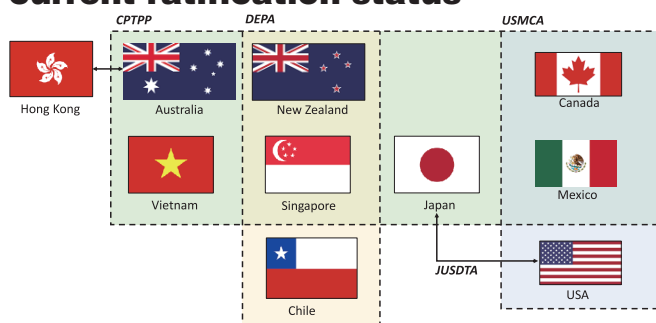 current ratification status
CPTPP
DEPA
USMCA
Hong Kong
Australia
New Zealand
Canada
Vietnam
Singapore
Japan
Mexico
JUSDTA
USA
Chile